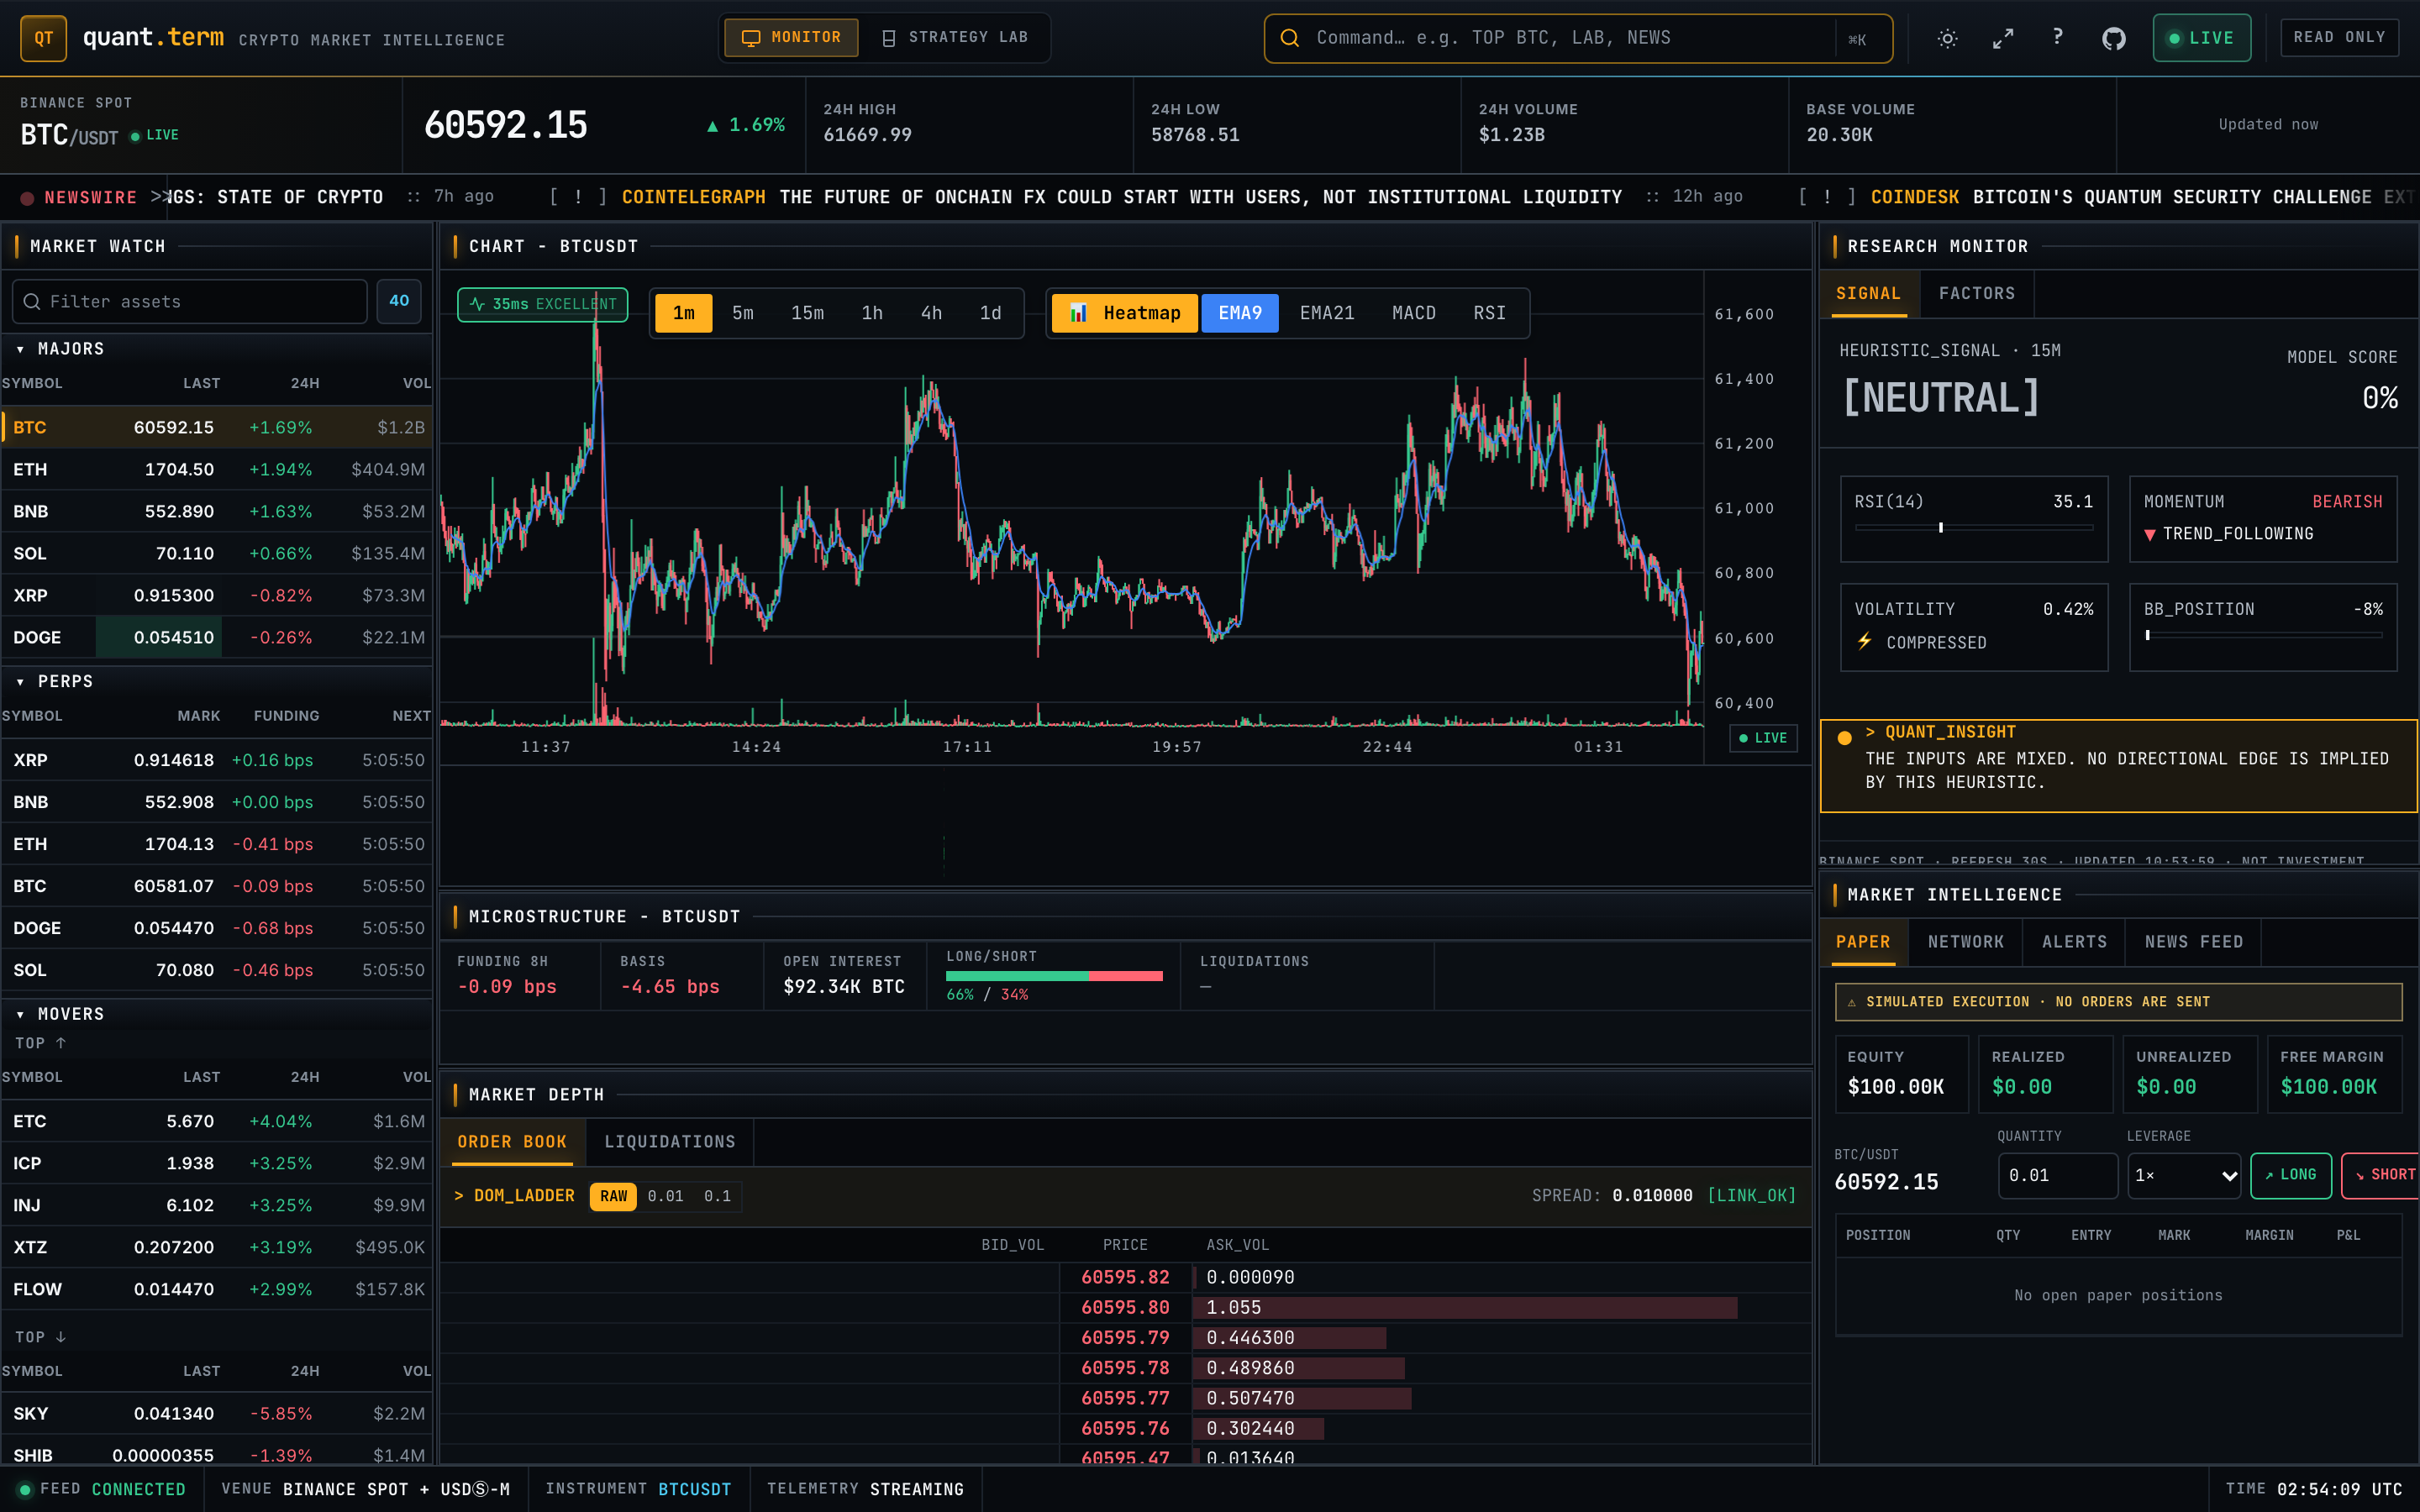 QT quant.term CRYPTO MARKET INTELLIGENCE
MONITOR STRATEGY LAB
Command… e.g. TOP BTC, LAB, NEWS ⌘K
? LIVE READ ONLY
BINANCE SPOT
BTC/USDT LIVE
60592.15 ▲ 1.69%
24H HIGH
61669.99
24H LOW
58768.51
24H VOLUME
$1.23B
BASE VOLUME
20.30K
Updated now
NEWSWIRE >> NGS: STATE OF CRYPTO :: 7h ago [ ! ] COINTELEGRAPH THE FUTURE OF ONCHAIN FX COULD START WITH USERS, NOT INSTITUTIONAL LIQUIDITY :: 12h ago [ ! ] COINDESK BITCOIN'S QUANTUM SECURITY CHALLENGE EXT
MARKET WATCH
Filter assets 40
▼ MAJORS
SYMBOL LAST 24H VOL
BTC 60592.15 +1.69% $1.2B
ETH 1704.50 +1.94% $404.9M
BNB 552.890 +1.63% $53.2M
SOL 70.110 +0.66% $135.4M
XRP 0.915300 -0.82% $73.3M
DOGE 0.054510 -0.26% $22.1M
▼ PERPS
SYMBOL MARK FUNDING NEXT
XRP 0.914618 +0.16 bps 5:05:50
BNB 552.908 +0.00 bps 5:05:50
ETH 1704.13 -0.41 bps 5:05:50
BTC 60581.07 -0.09 bps 5:05:50
DOGE 0.054470 -0.68 bps 5:05:50
SOL 70.080 -0.46 bps 5:05:50
▼ MOVERS
TOP ↑
SYMBOL LAST 24H VOL
ETC 5.670 +4.04% $1.6M
ICP 1.938 +3.25% $2.9M
INJ 6.102 +3.25% $9.9M
XTZ 0.207200 +3.19% $495.0K
FLOW 0.014470 +2.99% $157.8K
TOP ↓
SYMBOL LAST 24H VOL
SKY 0.041340 -5.85% $2.2M
SHIB 0.00000355 -1.39% $1.4M
CHART - BTCUSDT
35ms EXCELLENT
1m 5m 15m 1h 4h 1d
Heatmap EMA9 EMA21 MACD RSI
61,600
61,400
61,200
61,000
60,800
60,600
60,400
11:37 14:24 17:11 19:57 22:44 01:31
LIVE
MICROSTRUCTURE - BTCUSDT
FUNDING 8H
-0.09 bps
BASIS
-4.65 bps
OPEN INTEREST
$92.34K BTC
LONG/SHORT
66% / 34%
LIQUIDATIONS
—
MARKET DEPTH
ORDER BOOK LIQUIDATIONS
> DOM_LADDER RAW 0.01 0.1 SPREAD: 0.010000 [LINK_OK]
BID_VOL PRICE ASK_VOL
60595.82 0.000090
60595.80 1.055
60595.79 0.446300
60595.78 0.489860
60595.77 0.507470
60595.76 0.302440
60595.47 0.013640
RESEARCH MONITOR
SIGNAL FACTORS
HEURISTIC_SIGNAL · 15M
[NEUTRAL]
MODEL SCORE
0%
RSI(14) 35.1
MOMENTUM BEARISH
▼ TREND_FOLLOWING
VOLATILITY 0.42%
⚡ COMPRESSED
BB_POSITION -8%
> QUANT_INSIGHT
THE INPUTS ARE MIXED. NO DIRECTIONAL EDGE IS IMPLIED
BY THIS HEURISTIC.
BINANCE SPOT · REFRESH 30S · UPDATED 10:53:59 · NOT INVESTMENT
MARKET INTELLIGENCE
PAPER NETWORK ALERTS NEWS FEED
⚠ SIMULATED EXECUTION · NO ORDERS ARE SENT
EQUITY
$100.00K
REALIZED
$0.00
UNREALIZED
$0.00
FREE MARGIN
$100.00K
BTC/USDT
60592.15
QUANTITY
0.01
LEVERAGE
1×
↗ LONG
↘ SHORT
POSITION QTY ENTRY MARK MARGIN P&L
No open paper positions
FEED CONNECTED VENUE BINANCE SPOT + USDⓈ-M INSTRUMENT BTCUSDT TELEMETRY STREAMING TIME 02:54:09 UTC